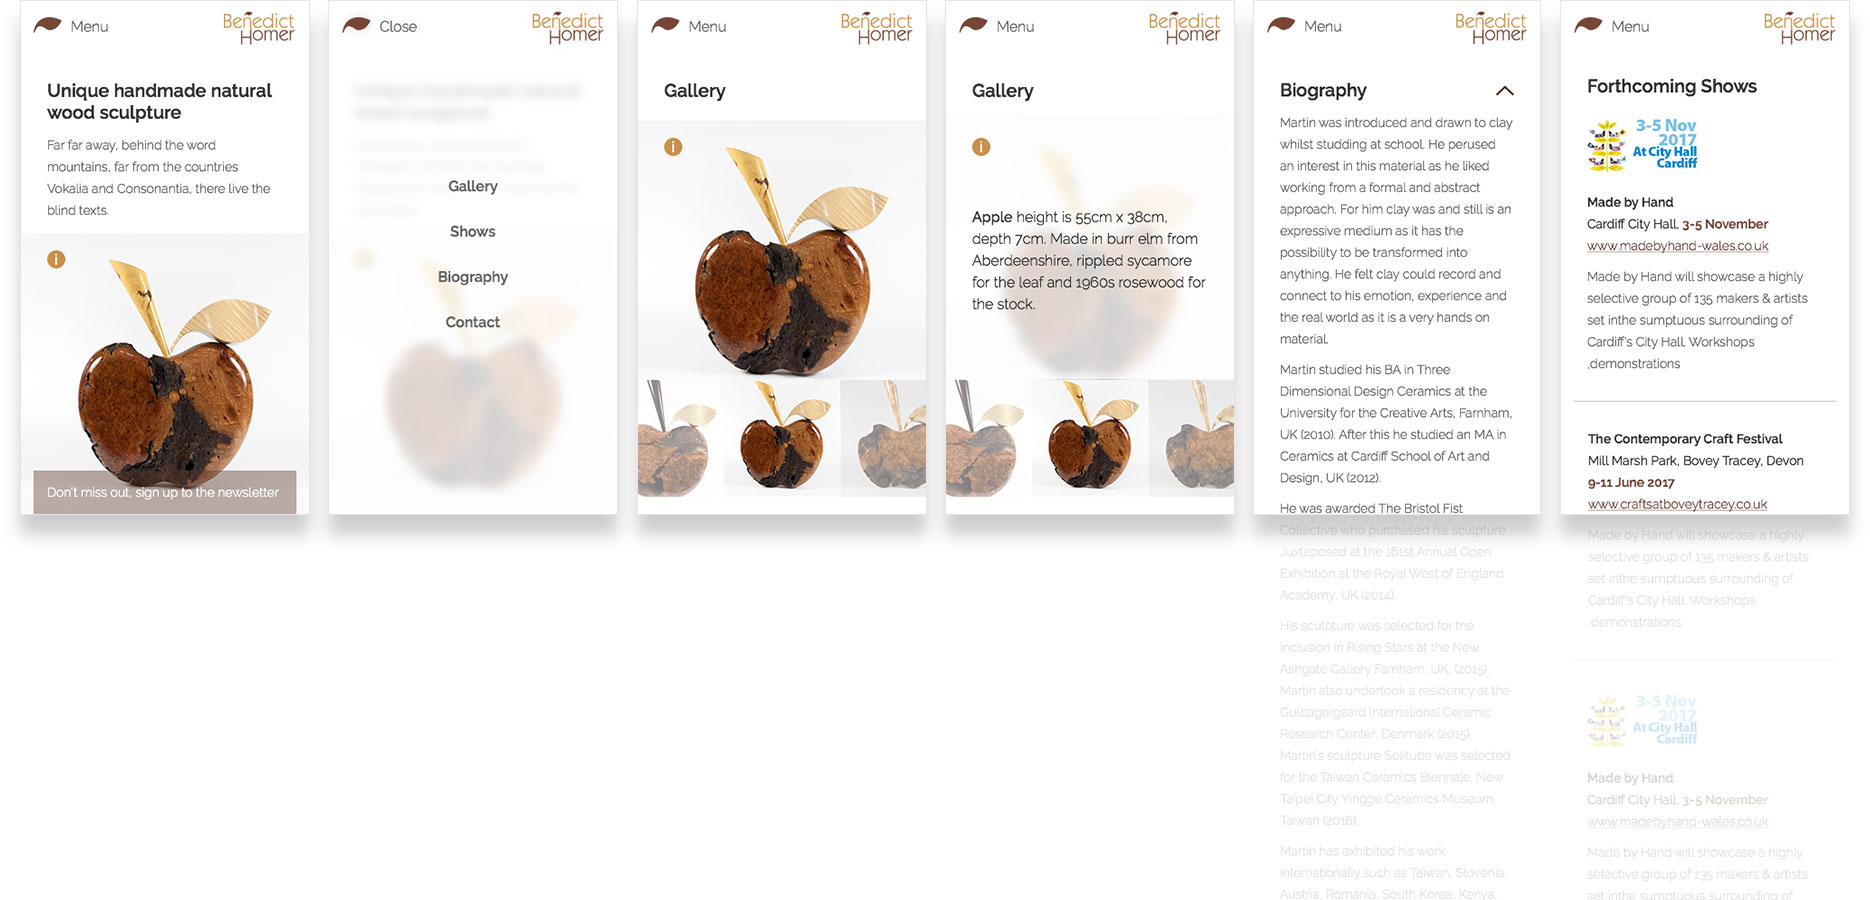 Menu
Benedict
Homer
Unique handmade natural
wood sculpture
Far far away, behind the word
mountains, far from the countries
Vokalia and Consonantia, there live the
blind texts.
i
Don't miss out, sign up to the newsletter
Close
Benedict
Homer
Unique handmade natural
wood sculpture
Gallery
Shows
Biography
Contact
Menu
Benedict
Homer
Gallery
i
Menu
Benedict
Homer
Gallery
i
Apple height is 55cm x 38cm,
depth 7cm. Made in burr elm from
Aberdeenshire, rippled sycamore
for the leaf and 1960s rosewood for
the stock.
Menu
Benedict
Homer
Biography
Martin was introduced and drawn to clay
whilst studding at school. He perused
an interest in this material as he liked
working from a formal and abstract
approach. For him clay was and still is an
expressive medium as it has the
possibility to be transformed into
anything. He felt clay could record and
connect to his emotion, experience and
the real world as it is a very hands on
material.
Martin studied his BA in Three
Dimensional Design Ceramics at the
University for the Creative Arts, Farnham,
UK (2010). After this he studied an MA in
Ceramics at Cardiff School of Art and
Design, UK (2012).
He was awarded The Bristol Fist
Collective who purchased his sculpture
Juxtaposed at the 161st Annual Open
Exhibition at the Royal West of England
Academy, UK (2014).
His sculpture was selected for the
inclusion in Rising Stars at the New
Ashgate Gallery Farnham, UK, (2015).
Martin also undertook a residency at the
Guldagergaard International Ceramic
Research Center, Denmark (2015).
Martin's sculpture Solitude was selected
for the Taiwan Ceramics Biennale, New
Taipei City Yingge Ceramics Museum,
Taiwan (2016).
Martin has exhibited his work
internationally such as Taiwan, Slovenia,
Austria, Romania, South Korea, Kenya,
Menu
Benedict
Homer
Forthcoming Shows
3-5 Nov
2017
At City Hall
Cardiff
Made by Hand
Cardiff City Hall, 3-5 November
www.madebyhand-wales.co.uk
Made by Hand will showcase a highly
selective group of 135 makers & artists
set inthe sumptuous surrounding of
Cardiff's City Hall. Workshops
,demonstrations
The Contemporary Craft Festival
Mill Marsh Park, Bovey Tracey, Devon
9-11 June 2017
www.craftsatboveytracey.co.uk
Made by Hand will showcase a highly
selective group of 135 makers & artists
set inthe sumptuous surrounding of
Cardiff's City Hall. Workshops
,demonstrations
3-5 Nov
2017
At City Hall
Cardiff
Made by Hand
Cardiff City Hall, 3-5 November
www.madebyhand-wales.co.uk
Made by Hand will showcase a highly
selective group of 135 makers & artists
set inthe sumptuous surrounding of